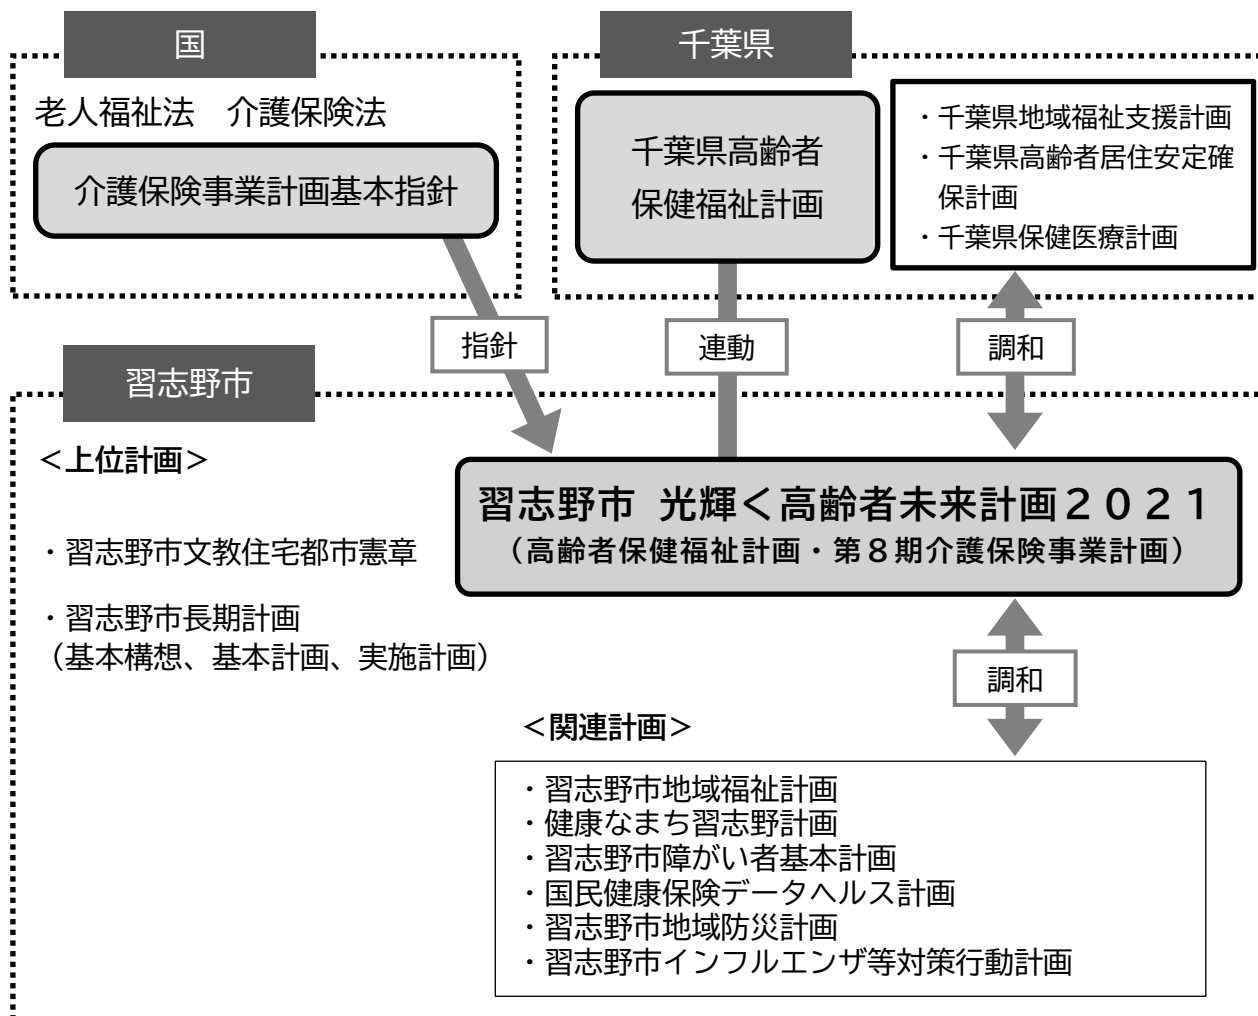 国
老人福祉法　介護保険法
介護保険事業計画基本指針
千葉県
千葉県高齢者
保健福祉計画
・千葉県地域福祉支援計画
・千葉県高齢者居住安定確
保計画
・千葉県保健医療計画
指針
連動
調和
習志野市
＜上位計画＞
・習志野市文教住宅都市憲章
・習志野市長期計画
（基本構想、基本計画、実施計画）
習志野市 光輝く高齢者未来計画２０２１
（高齢者保健福祉計画・第８期介護保険事業計画）
調和
＜関連計画＞
・習志野市地域福祉計画
・健康なまち習志野計画
・習志野市障がい者基本計画
・国民健康保険データヘルス計画
・習志野市地域防災計画
・習志野市インフルエンザ等対策行動計画